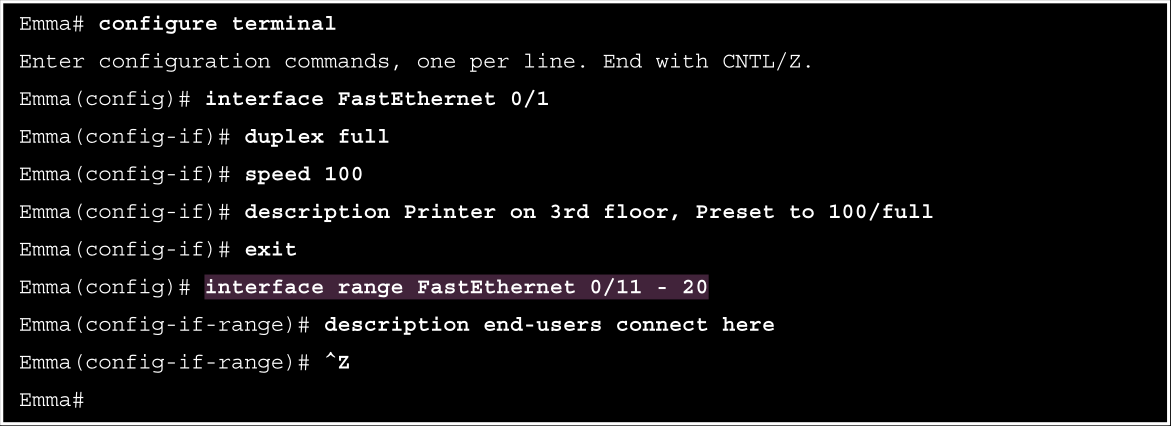 Emma# configure terminal
Enter configuration commands, one per line. End with CNTL/Z.
Emma(config)# interface FastEthernet 0/1
Emma(config-if)# duplex full
Emma(config-if)# speed 100
Emma(config-if)# description Printer on 3rd floor, Preset to 100/full
Emma(config-if)# exit
Emma(config)# interface range FastEthernet 0/11 - 20
Emma(config-if-range)# description end-users connect here
Emma(config-if-range)# ^Z
Emma#